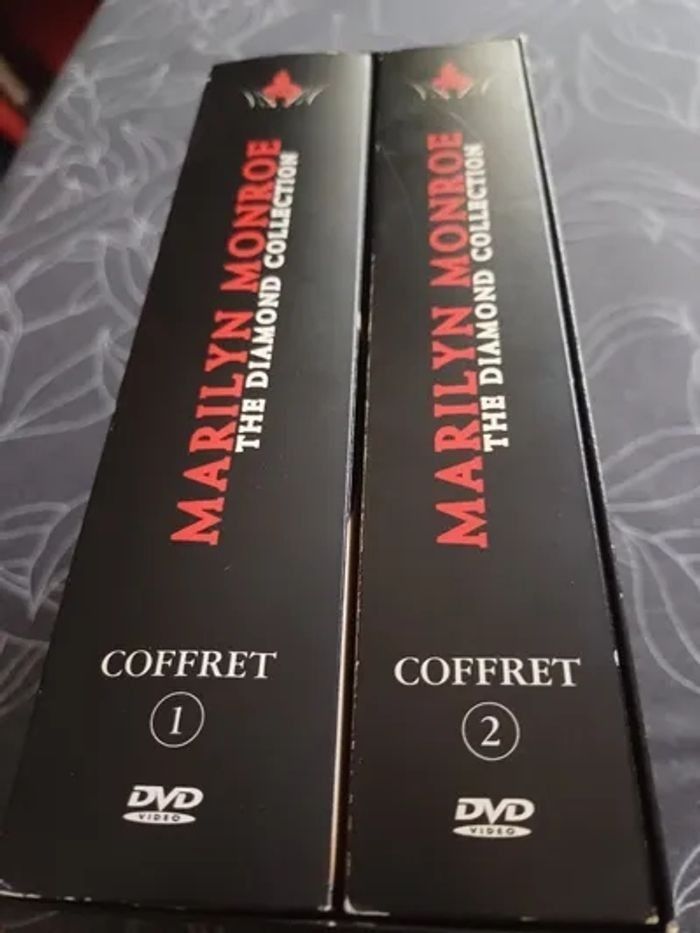 MARILYN MONROE
THE DIAMOND COLLECTION
COFFRET
1
DVD
VIDEO
MARILYN MONROE
THE DIAMOND COLLECTION
COFFRET
2
DVD
VIDEO